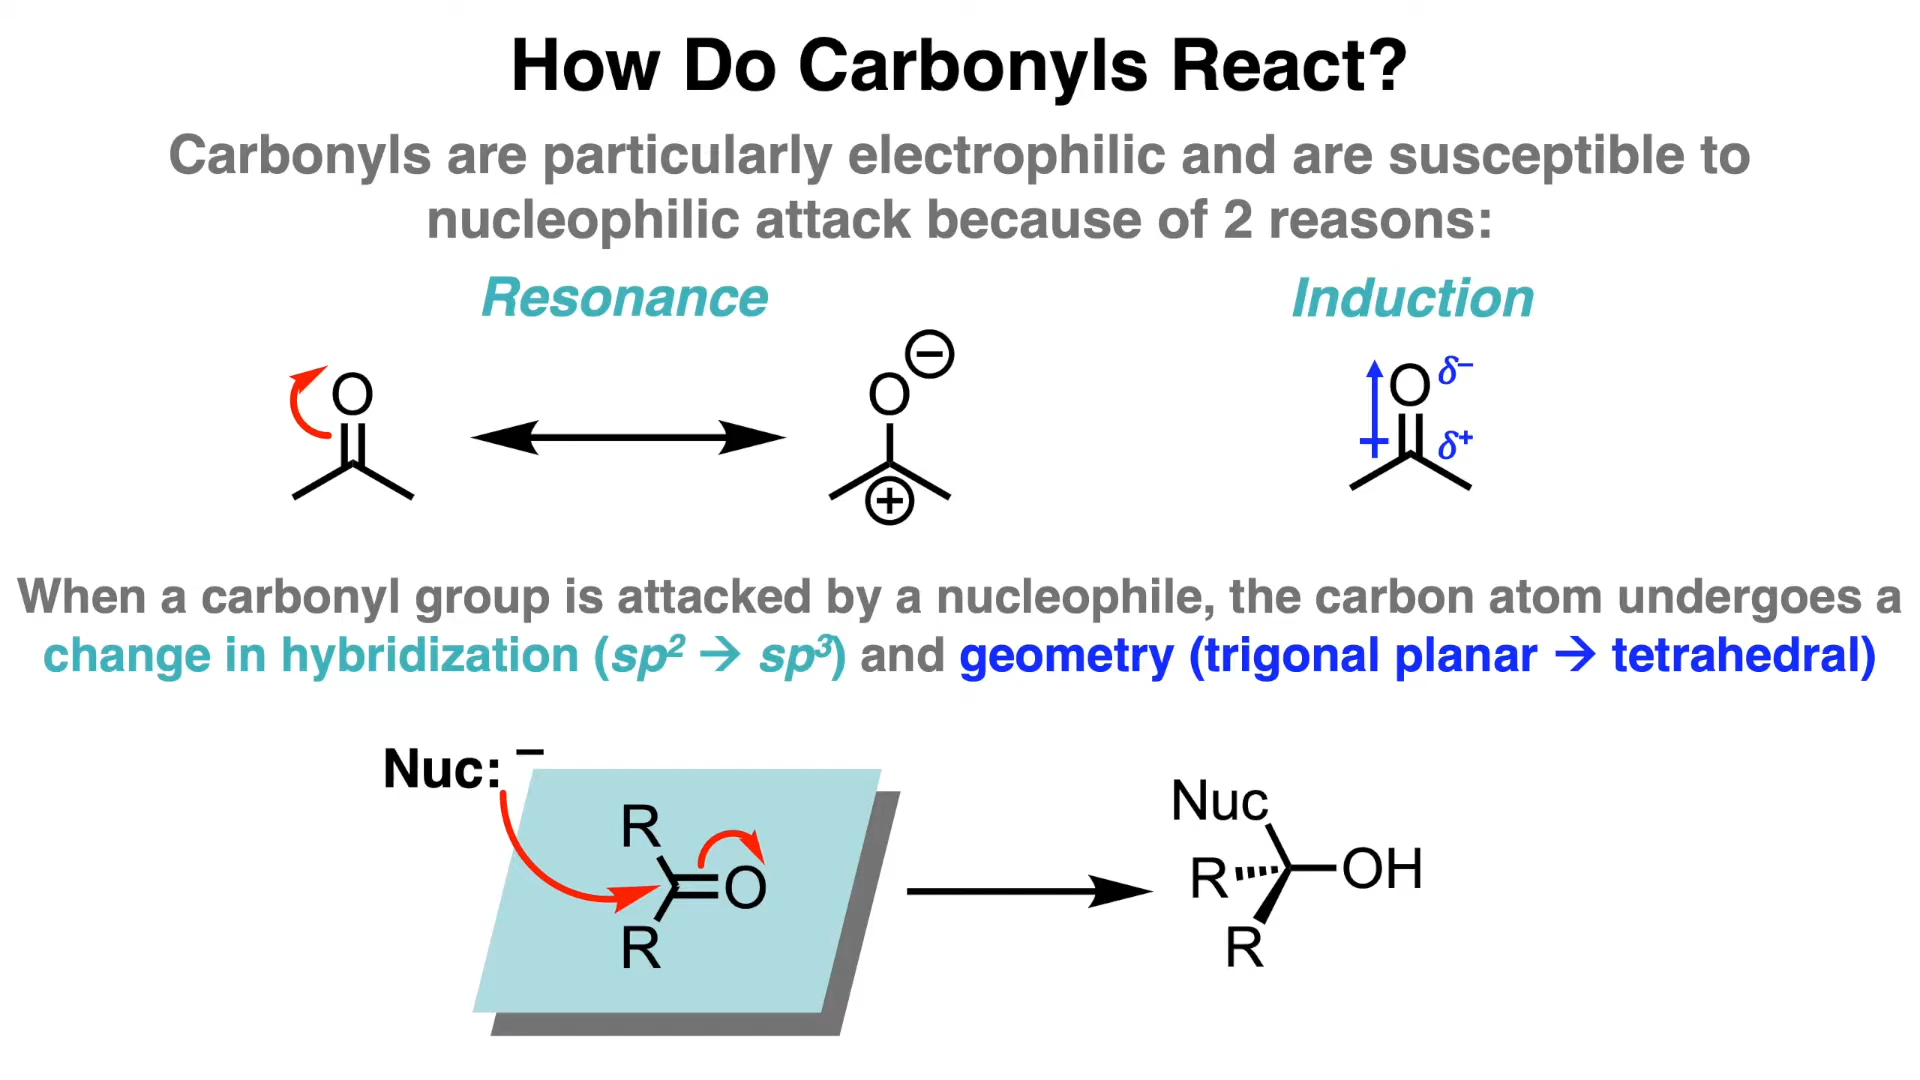 How Do Carbonyls React?
Carbonyls are particularly electrophilic and are susceptible to
nucleophilic attack because of 2 reasons:
Resonance
Induction
O
O
−
+
O δ−
δ+
When a carbonyl group is attacked by a nucleophile, the carbon atom undergoes a
change in hybridization (sp² → sp³) and geometry (trigonal planar → tetrahedral)
Nuc: −
R
O
R
Nuc
R
OH
R